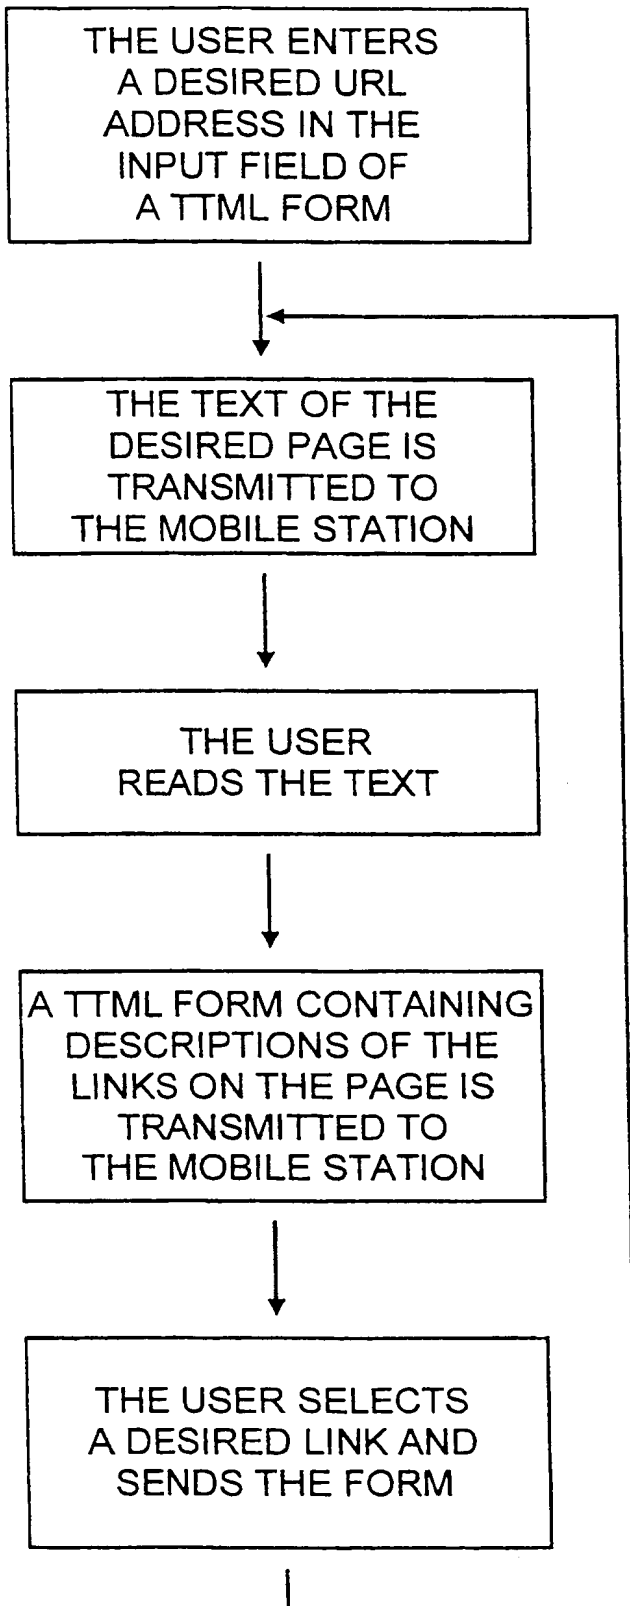 THE USER ENTERS
A DESIRED URL
ADDRESS IN THE
INPUT FIELD OF
A TTML FORM
THE TEXT OF THE
DESIRED PAGE IS
TRANSMITTED TO
THE MOBILE STATION
THE USER
READS THE TEXT
A TTML FORM CONTAINING
DESCRIPTIONS OF THE
LINKS ON THE PAGE IS
TRANSMITTED TO
THE MOBILE STATION
THE USER SELECTS
A DESIRED LINK AND
SENDS THE FORM